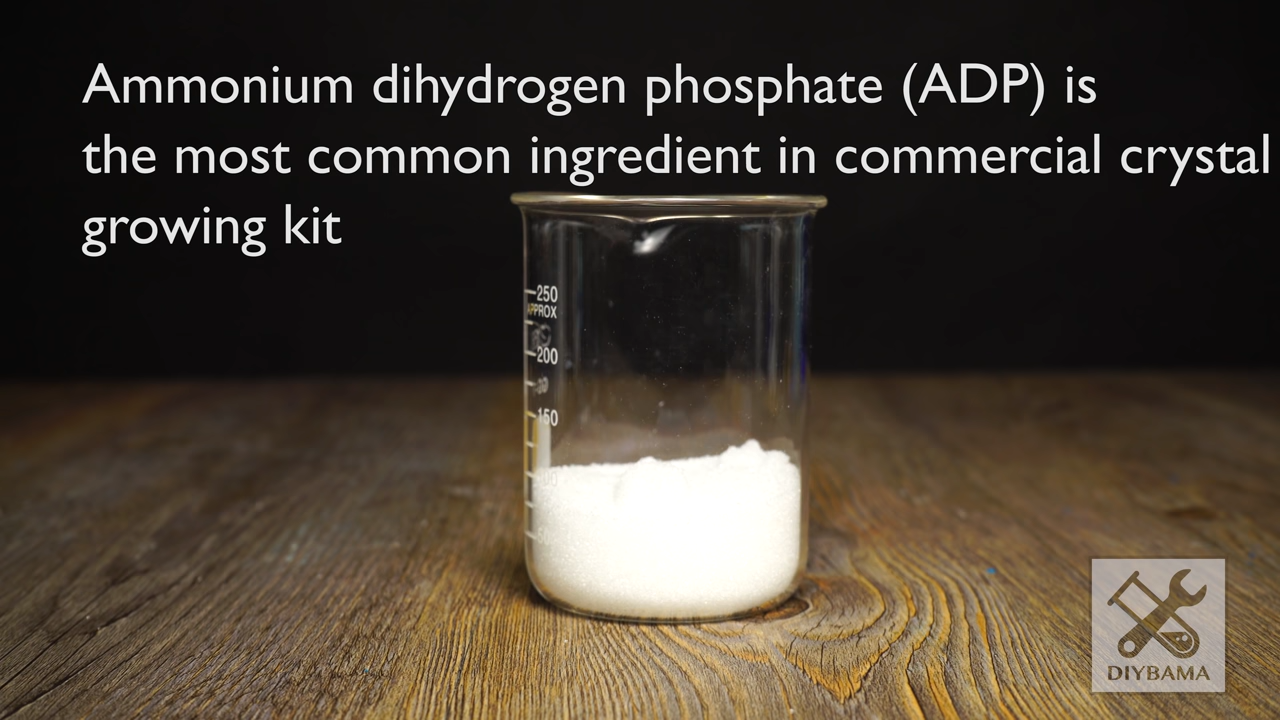 Ammonium dihydrogen phosphate (ADP) is
the most common ingredient in commercial crystal
growing kit
250
APPROX
200
150
DIYBAMA